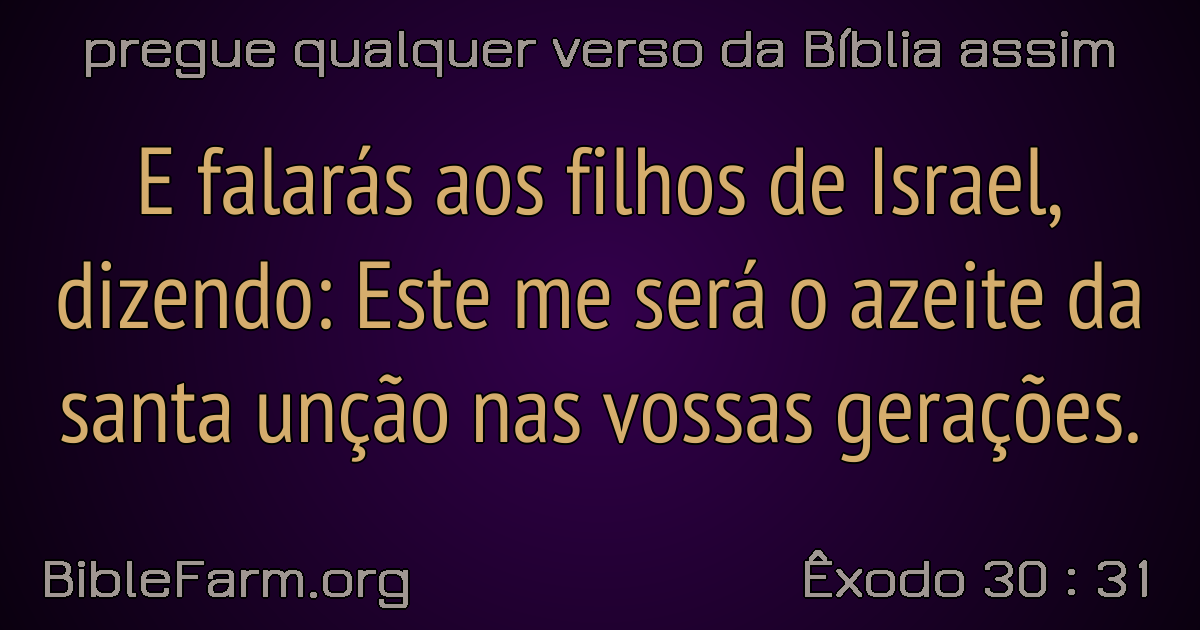 pregue qualquer verso da Bíblia assim
E falarás aos filhos de Israel,
dizendo: Este me será o azeite da
santa unção nas vossas gerações.
BibleFarm.org
Êxodo 30 : 31